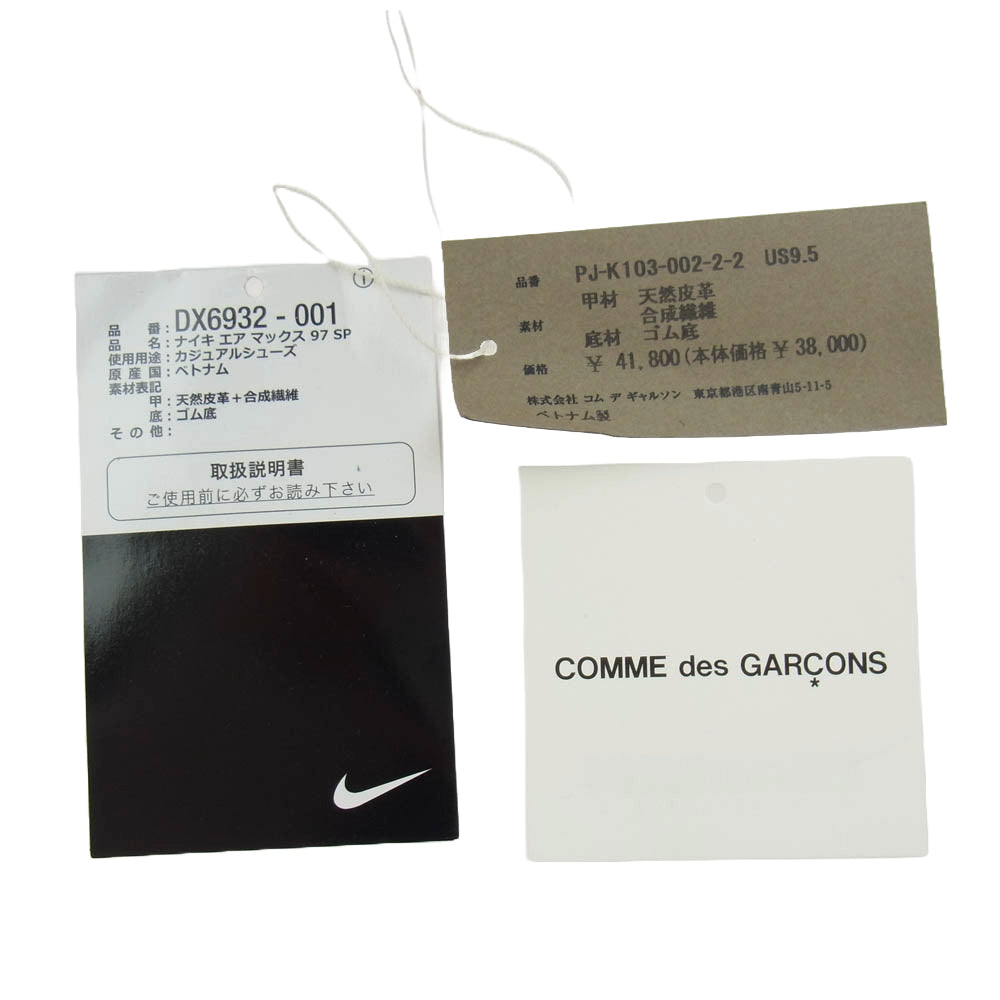 品 番 : DX6932 - 001
品 名 : ナイキ エア マックス 97 SP
使用用途 : カジュアルシューズ
原 産 国 : ベトナム
素材表記
甲 : 天然皮革＋合成繊維
底 : ゴム底
そ の 他 :
取扱説明書
ご使用前に必ずお読み下さい
品番 PJ-K103-002-2-2 US9.5
甲材 天然皮革
素材 合成繊維
底材 ゴム底
価格 ¥ 41,800(本体価格 ¥ 38,000)
株式会社 コム デ ギャルソン 東京都港区南青山5-11-5
ベトナム製
COMME des GARÇONS
*